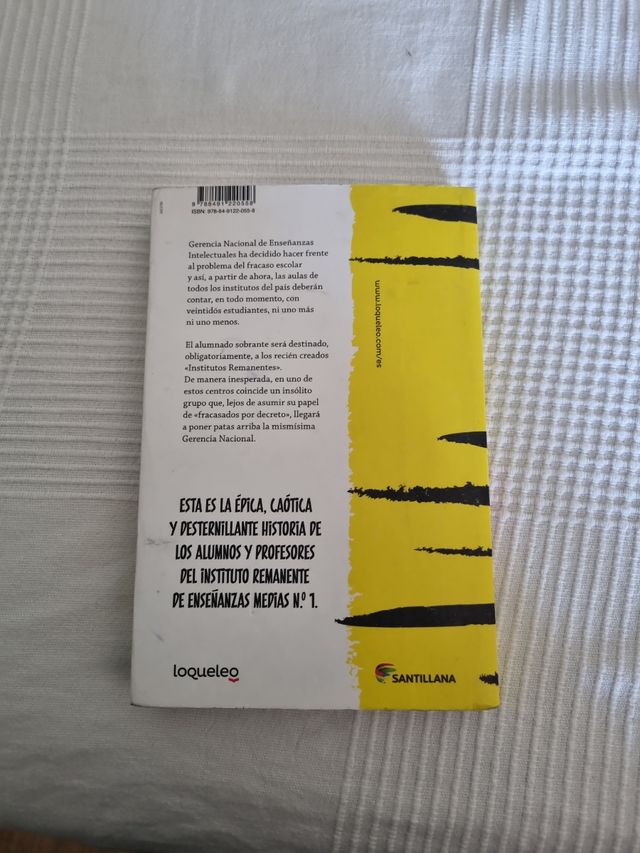 9 788491 220558
ISBN: 978-84-9122-055-8
Gerencia Nacional de Enseñanzas
Intelectuales ha decidido hacer frente
al problema del fracaso escolar
y así, a partir de ahora, las aulas de
todos los institutos del país deberán
contar, en todo momento, con
veintidós estudiantes, ni uno más
ni uno menos.
El alumnado sobrante será destinado,
obligatoriamente, a los recién creados
«Institutos Remanentes».
De manera inesperada, en uno de
estos centros coincide un insólito
grupo que, lejos de asumir su papel
de «fracasados por decreto», llegará
a poner patas arriba la mismísima
Gerencia Nacional.
ESTA ES LA ÉPICA, CAÓTICA
Y DESTERNILLANTE HISTORIA DE
LOS ALUMNOS Y PROFESORES
DEL INSTITUTO REMANENTE
DE ENSEÑANZAS MEDIAS N.º 1.
loqueleo
www.loqueleo.com/es
SANTILLANA